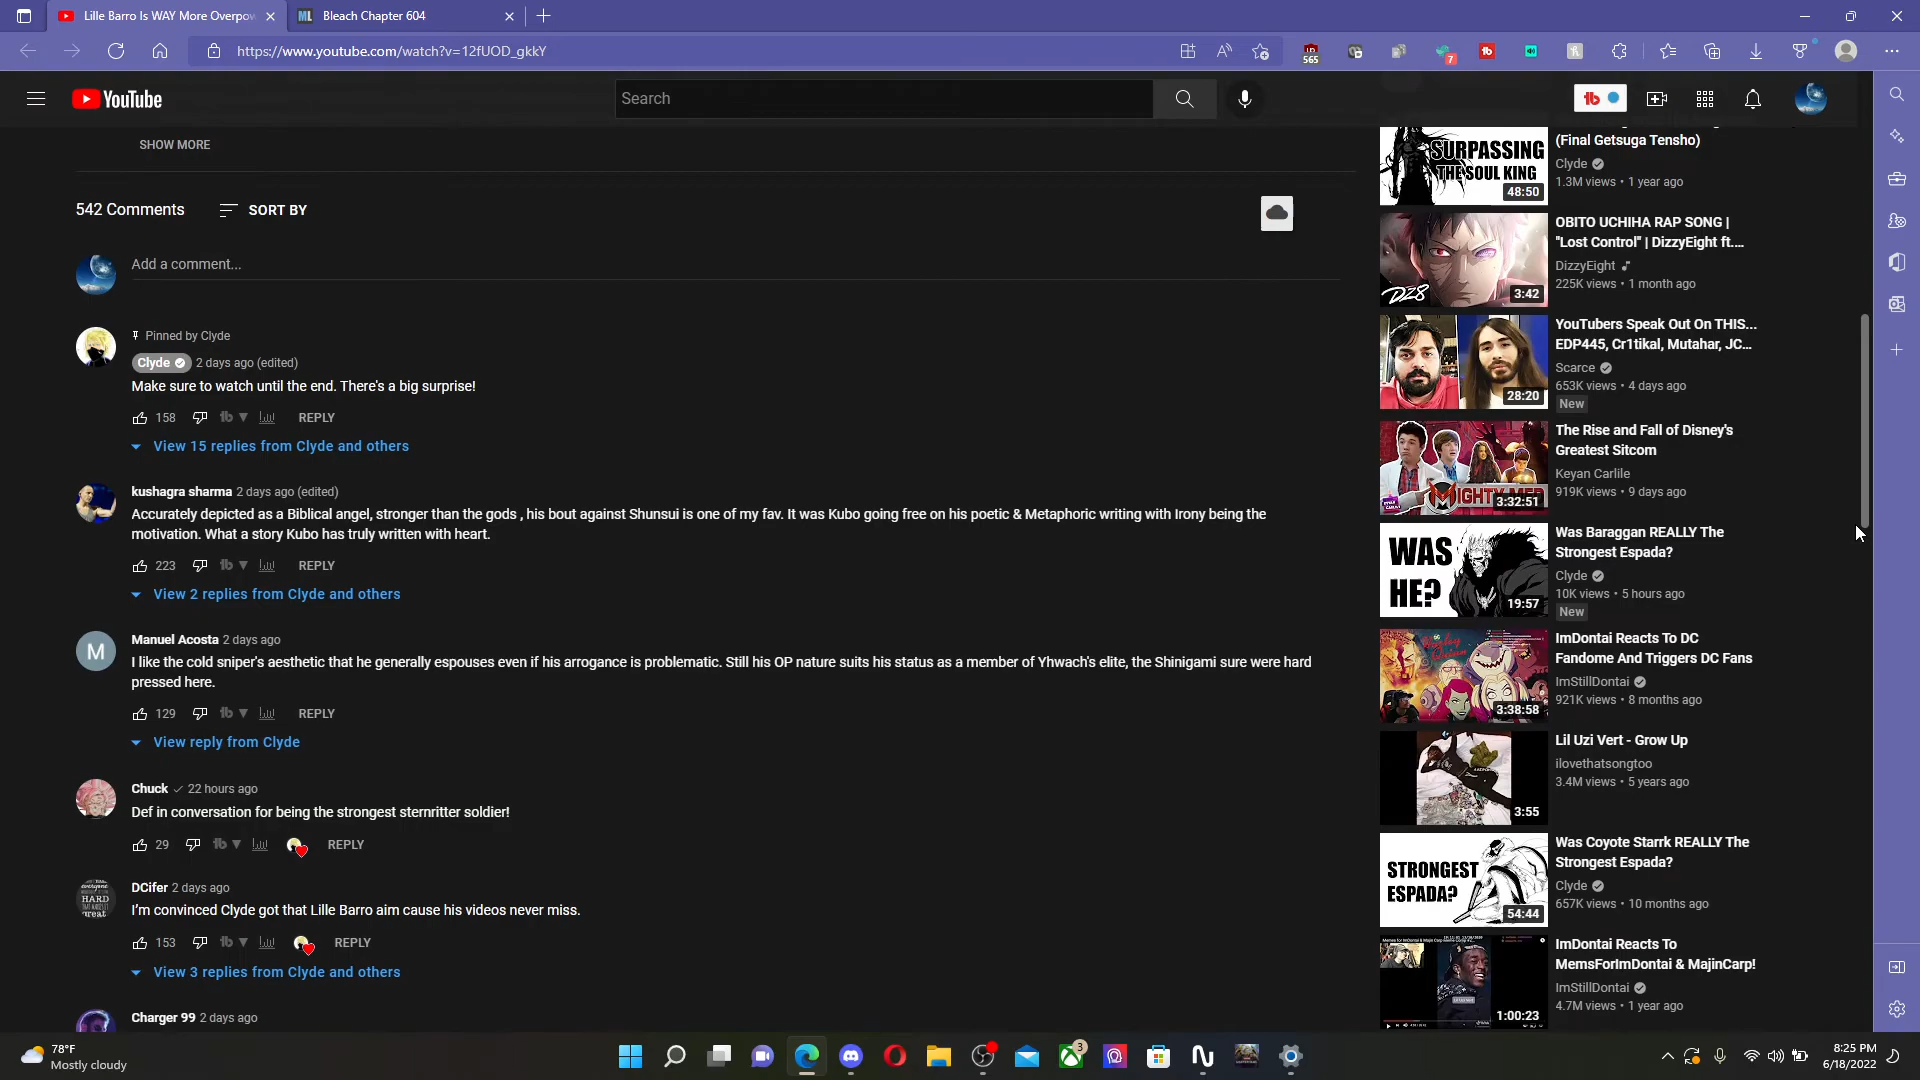 Lille Barro Is WAY More Overpow
ML Bleach Chapter 604
https://www.youtube.com/watch?v=12fUOD_gkkY
565
7
YouTube
Search
SHOW MORE
542 Comments
SORT BY
Add a comment...
Pinned by Clyde
Clyde 2 days ago (edited)
Make sure to watch until the end. There's a big surprise!
158 REPLY
View 15 replies from Clyde and others
kushagra sharma 2 days ago (edited)
Accurately depicted as a Biblical angel, stronger than the gods , his bout against Shunsui is one of my fav. It was Kubo going free on his poetic & Metaphoric writing with Irony being the
motivation. What a story Kubo has truly written with heart.
223 REPLY
View 2 replies from Clyde and others
M
Manuel Acosta 2 days ago
I like the cold sniper's aesthetic that he generally espouses even if his arrogance is problematic. Still his OP nature suits his status as a member of Yhwach's elite, the Shinigami sure were hard
pressed here.
129 REPLY
View reply from Clyde
Chuck 22 hours ago
Def in conversation for being the strongest sternritter soldier!
29 REPLY
HARD
great
DCifer 2 days ago
I'm convinced Clyde got that Lille Barro aim cause his videos never miss.
153 REPLY
View 3 replies from Clyde and others
Charger 99 2 days ago
SURPASSING
THE SOUL KING
48:50
(Final Getsuga Tensho)
Clyde
1.3M views • 1 year ago
DZ8
3:42
OBITO UCHIHA RAP SONG |
"Lost Control" | DizzyEight ft....
DizzyEight
225K views • 1 month ago
28:20
YouTubers Speak Out On THIS...
EDP445, Cr1tikal, Mutahar, JC...
Scarce
653K views • 4 days ago
New
MIGHTY MED
3:32:51
The Rise and Fall of Disney's
Greatest Sitcom
Keyan Carlile
919K views • 9 days ago
WAS
HE?
19:57
Was Baraggan REALLY The
Strongest Espada?
Clyde
10K views • 5 hours ago
New
3:38:58
ImDontai Reacts To DC
Fandome And Triggers DC Fans
ImStillDontai
921K views • 8 months ago
3:55
Lil Uzi Vert - Grow Up
ilovethatsongtoo
3.4M views • 5 years ago
STRONGEST
ESPADA?
54:44
Was Coyote Starrk REALLY The
Strongest Espada?
Clyde
657K views • 10 months ago
1:00:23
ImDontai Reacts To
MemsForImDontai & MajinCarp!
ImStillDontai
4.7M views • 1 year ago
78°F
Mostly cloudy
3
8:25 PM
6/18/2022